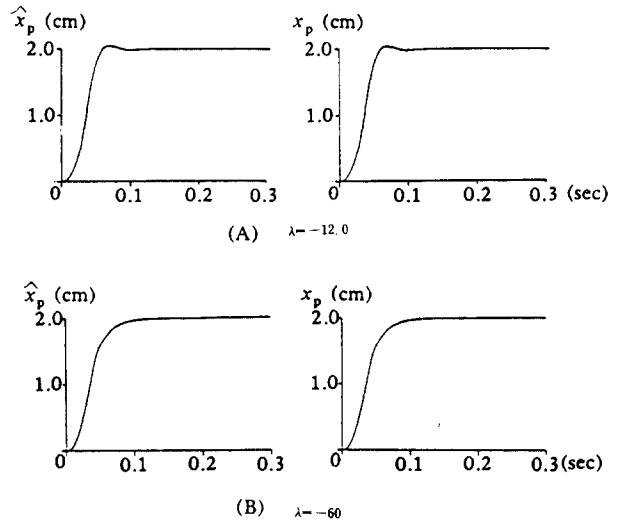 x̂p (cm)
xp (cm)
2.0
2.0
1.0
1.0
0 0.1 0.2 0.3
0 0.1 0.2 0.3 (sec)
(A) λ=−12.0
x̂p (cm)
xp (cm)
2.0
2.0
1.0
1.0
0 0.1 0.2 0.3
0 0.1 0.2 0.3(sec)
(B) λ=−60